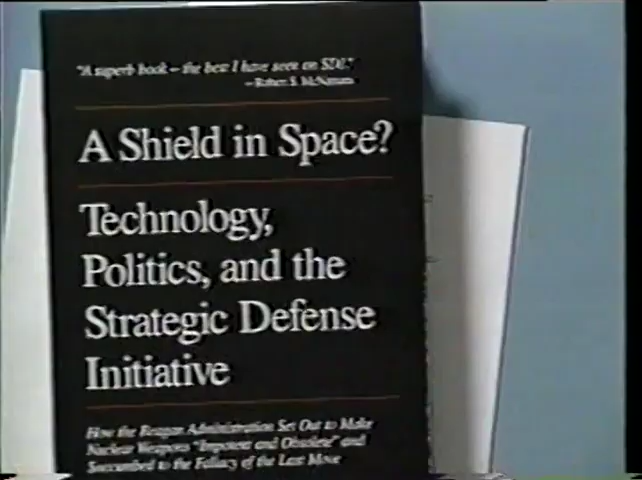 "A superb book – the best I have seen on SDI."
– Robert S. McNamara
A Shield in Space?
Technology,
Politics, and the
Strategic Defense
Initiative
How the Reagan Administration Set Out to Make
Nuclear Weapons "Impotent and Obsolete" and
Succumbed to the Fallacy of the Last Move